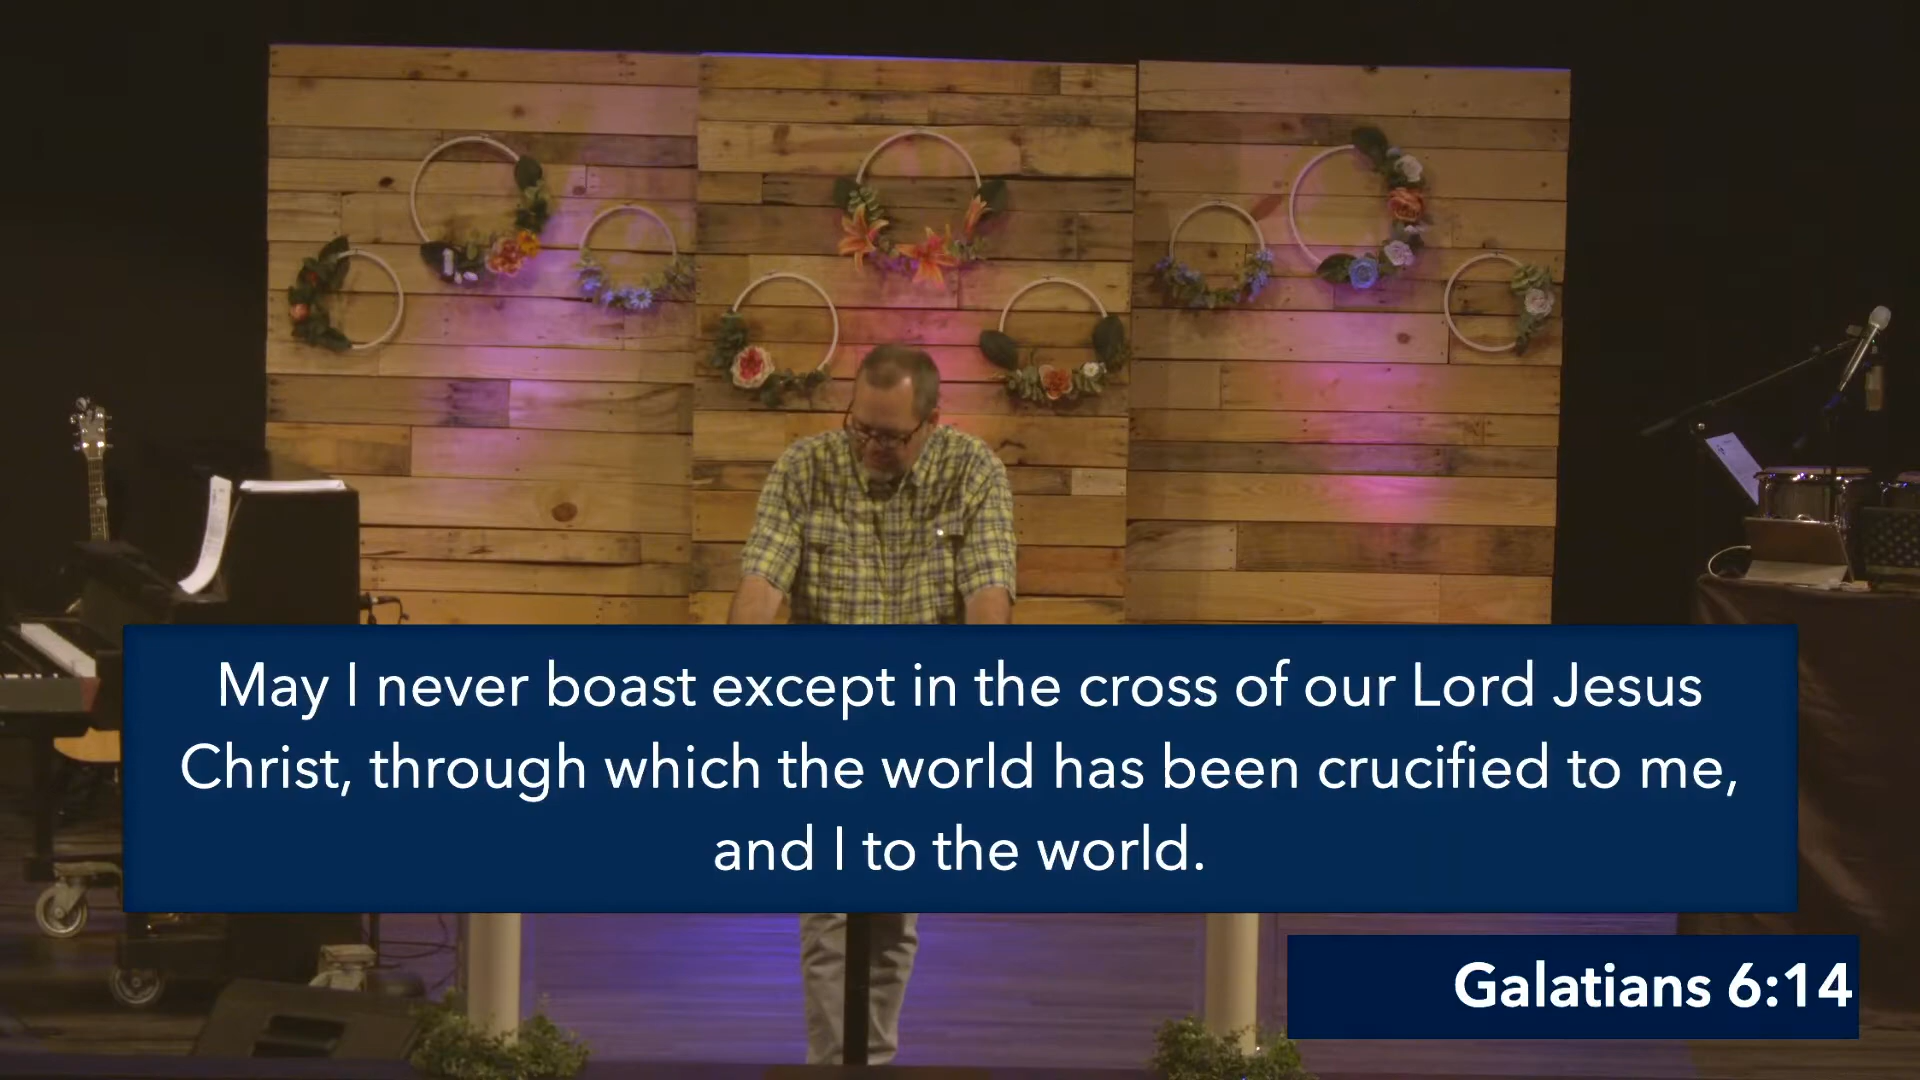 May I never boast except in the cross of our Lord Jesus
Christ, through which the world has been crucified to me,
and I to the world.
Galatians 6:14